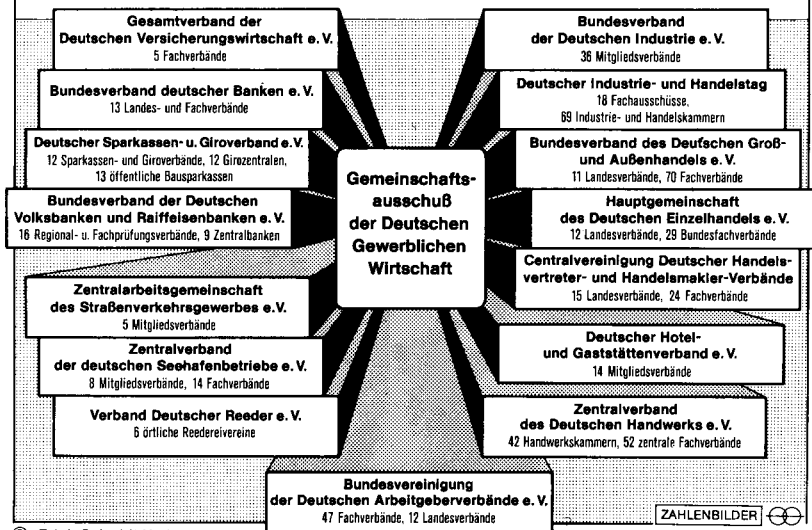 Gesamtverband der
Deutschen Versicherungswirtschaft e. V.
5 Fachverbände
Bundesverband deutscher Banken e. V.
13 Landes- und Fachverbände
Deutscher Sparkassen- u. Giroverband e. V.
12 Sparkassen- und Giroverbände, 12 Girozentralen,
13 öffentliche Bausparkassen
Bundesverband der Deutschen
Volksbanken und Raiffeisenbanken e. V.
16 Regional- u. Fachprüfungsverbände, 9 Zentralbanken
Zentralarbeitsgemeinschaft
des Straßenverkehrsgewerbes e. V.
5 Mitgliedsverbände
Zentralverband
der deutschen Seehafenbetriebe e. V.
8 Mitgliedsverbände, 14 Fachverbände
Verband Deutscher Reeder e. V.
6 örtliche Reedereivereine
Gemeinschafts-
ausschuß
der Deutschen
Gewerblichen
Wirtschaft
Bundesverband
der Deutschen Industrie e. V.
36 Mitgliedsverbände
Deutscher Industrie- und Handelstag
18 Fachausschüsse,
69 Industrie- und Handelskammern
Bundesverband des Deutschen Groß-
und Außenhandels e. V.
11 Landesverbände, 70 Fachverbände
Hauptgemeinschaft
des Deutschen Einzelhandels e. V.
12 Landesverbände, 29 Bundesfachverbände
Centralvereinigung Deutscher Handels-
vertreter- und Handelsmakler-Verbände
15 Landesverbände, 24 Fachverbände
Deutscher Hotel-
und Gaststättenverband e. V.
14 Mitgliedsverbände
Zentralverband
des Deutschen Handwerks e. V.
42 Handwerkskammern, 52 zentrale Fachverbände
Bundesvereinigung
der Deutschen Arbeitgeberverbände e. V.
47 Fachverbände, 12 Landesverbände
ZAHLENBILDER